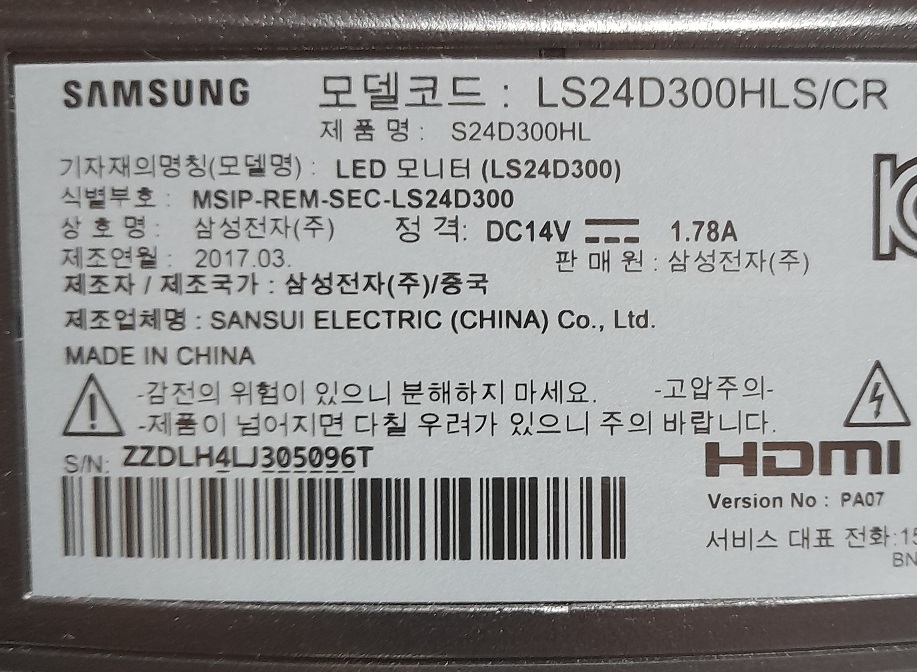 SAMSUNG 모델코드 : LS24D300HLS/CR
제 품 명 : S24D300HL
기자재의명칭(모델명) : LED 모니터 (LS24D300)
식별부호 : MSIP-REM-SEC-LS24D300
상 호 명 : 삼성전자(주) 정 격: DC14V 1.78A
제조연월 : 2017.03. 판 매 원 : 삼성전자(주)
제조자 / 제조국가 : 삼성전자(주)/중국
제조업체명 : SANSUI ELECTRIC (CHINA) Co., Ltd.
MADE IN CHINA
-감전의 위험이 있으니 분해하지 마세요. -고압주의-
-제품이 넘어지면 다칠 우려가 있으니 주의 바랍니다.
S/N: ZZDLH4LJ305096T
HDMI
Version No : PA07
서비스 대표 전화:15
BN